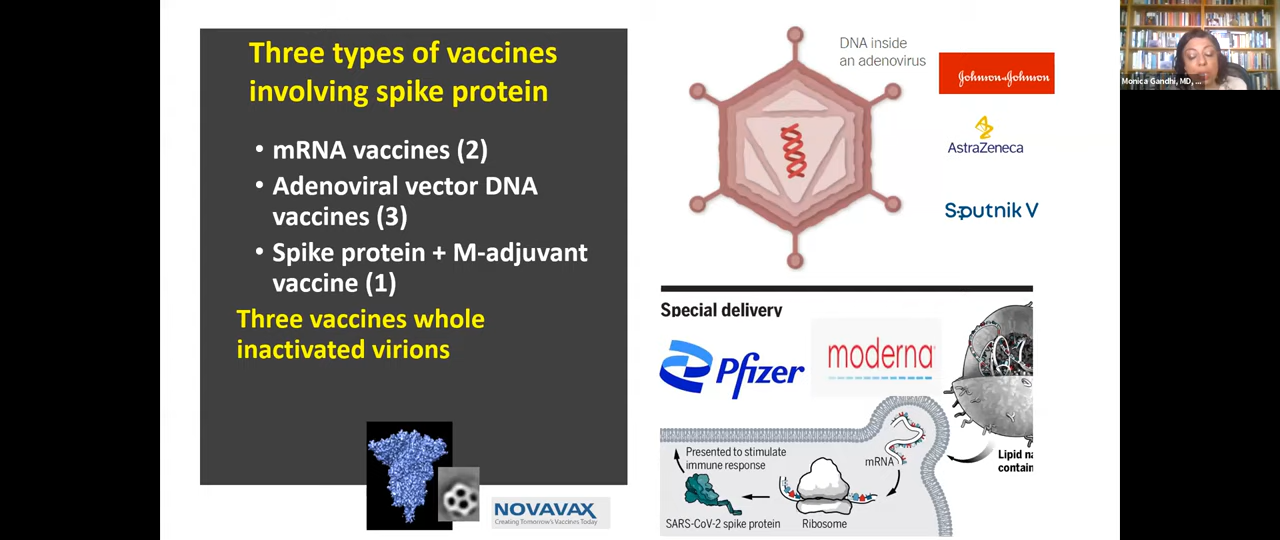 Three types of vaccines
involving spike protein
• mRNA vaccines (2)
• Adenoviral vector DNA
vaccines (3)
• Spike protein + M-adjuvant
vaccine (1)
Three vaccines whole
inactivated virions
NOVAVAX
Creating Tomorrow's Vaccines Today
DNA inside
an adenovirus
Johnson&Johnson
AstraZeneca
Sputnik V
Special delivery
Pfizer
moderna
Presented to stimulate
immune response
mRNA
Lipid na
contain
SARS-CoV-2 spike protein
Ribosome
Monica Gandhi, MD, ...